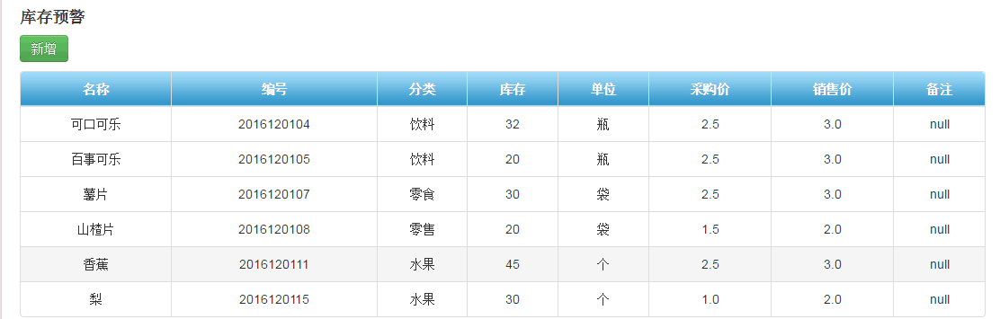 库存预警
新增
名称 编号 分类 库存 单位 采购价 销售价 备注
可口可乐 2016120104 饮料 32 瓶 2.5 3.0 null
百事可乐 2016120105 饮料 20 瓶 2.5 3.0 null
薯片 2016120107 零食 30 袋 2.5 3.0 null
山楂片 2016120108 零售 20 袋 1.5 2.0 null
香蕉 2016120111 水果 45 个 2.5 3.0 null
梨 2016120115 水果 30 个 1.0 2.0 null